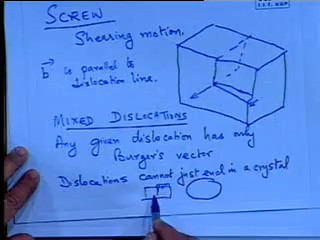 SCREW
Shearing motion.
b is parallel to
dislocation line.
MIXED DISLOCATIONS
Any given dislocation has only
Burger's vector
Dislocations cannot just end in a crystal